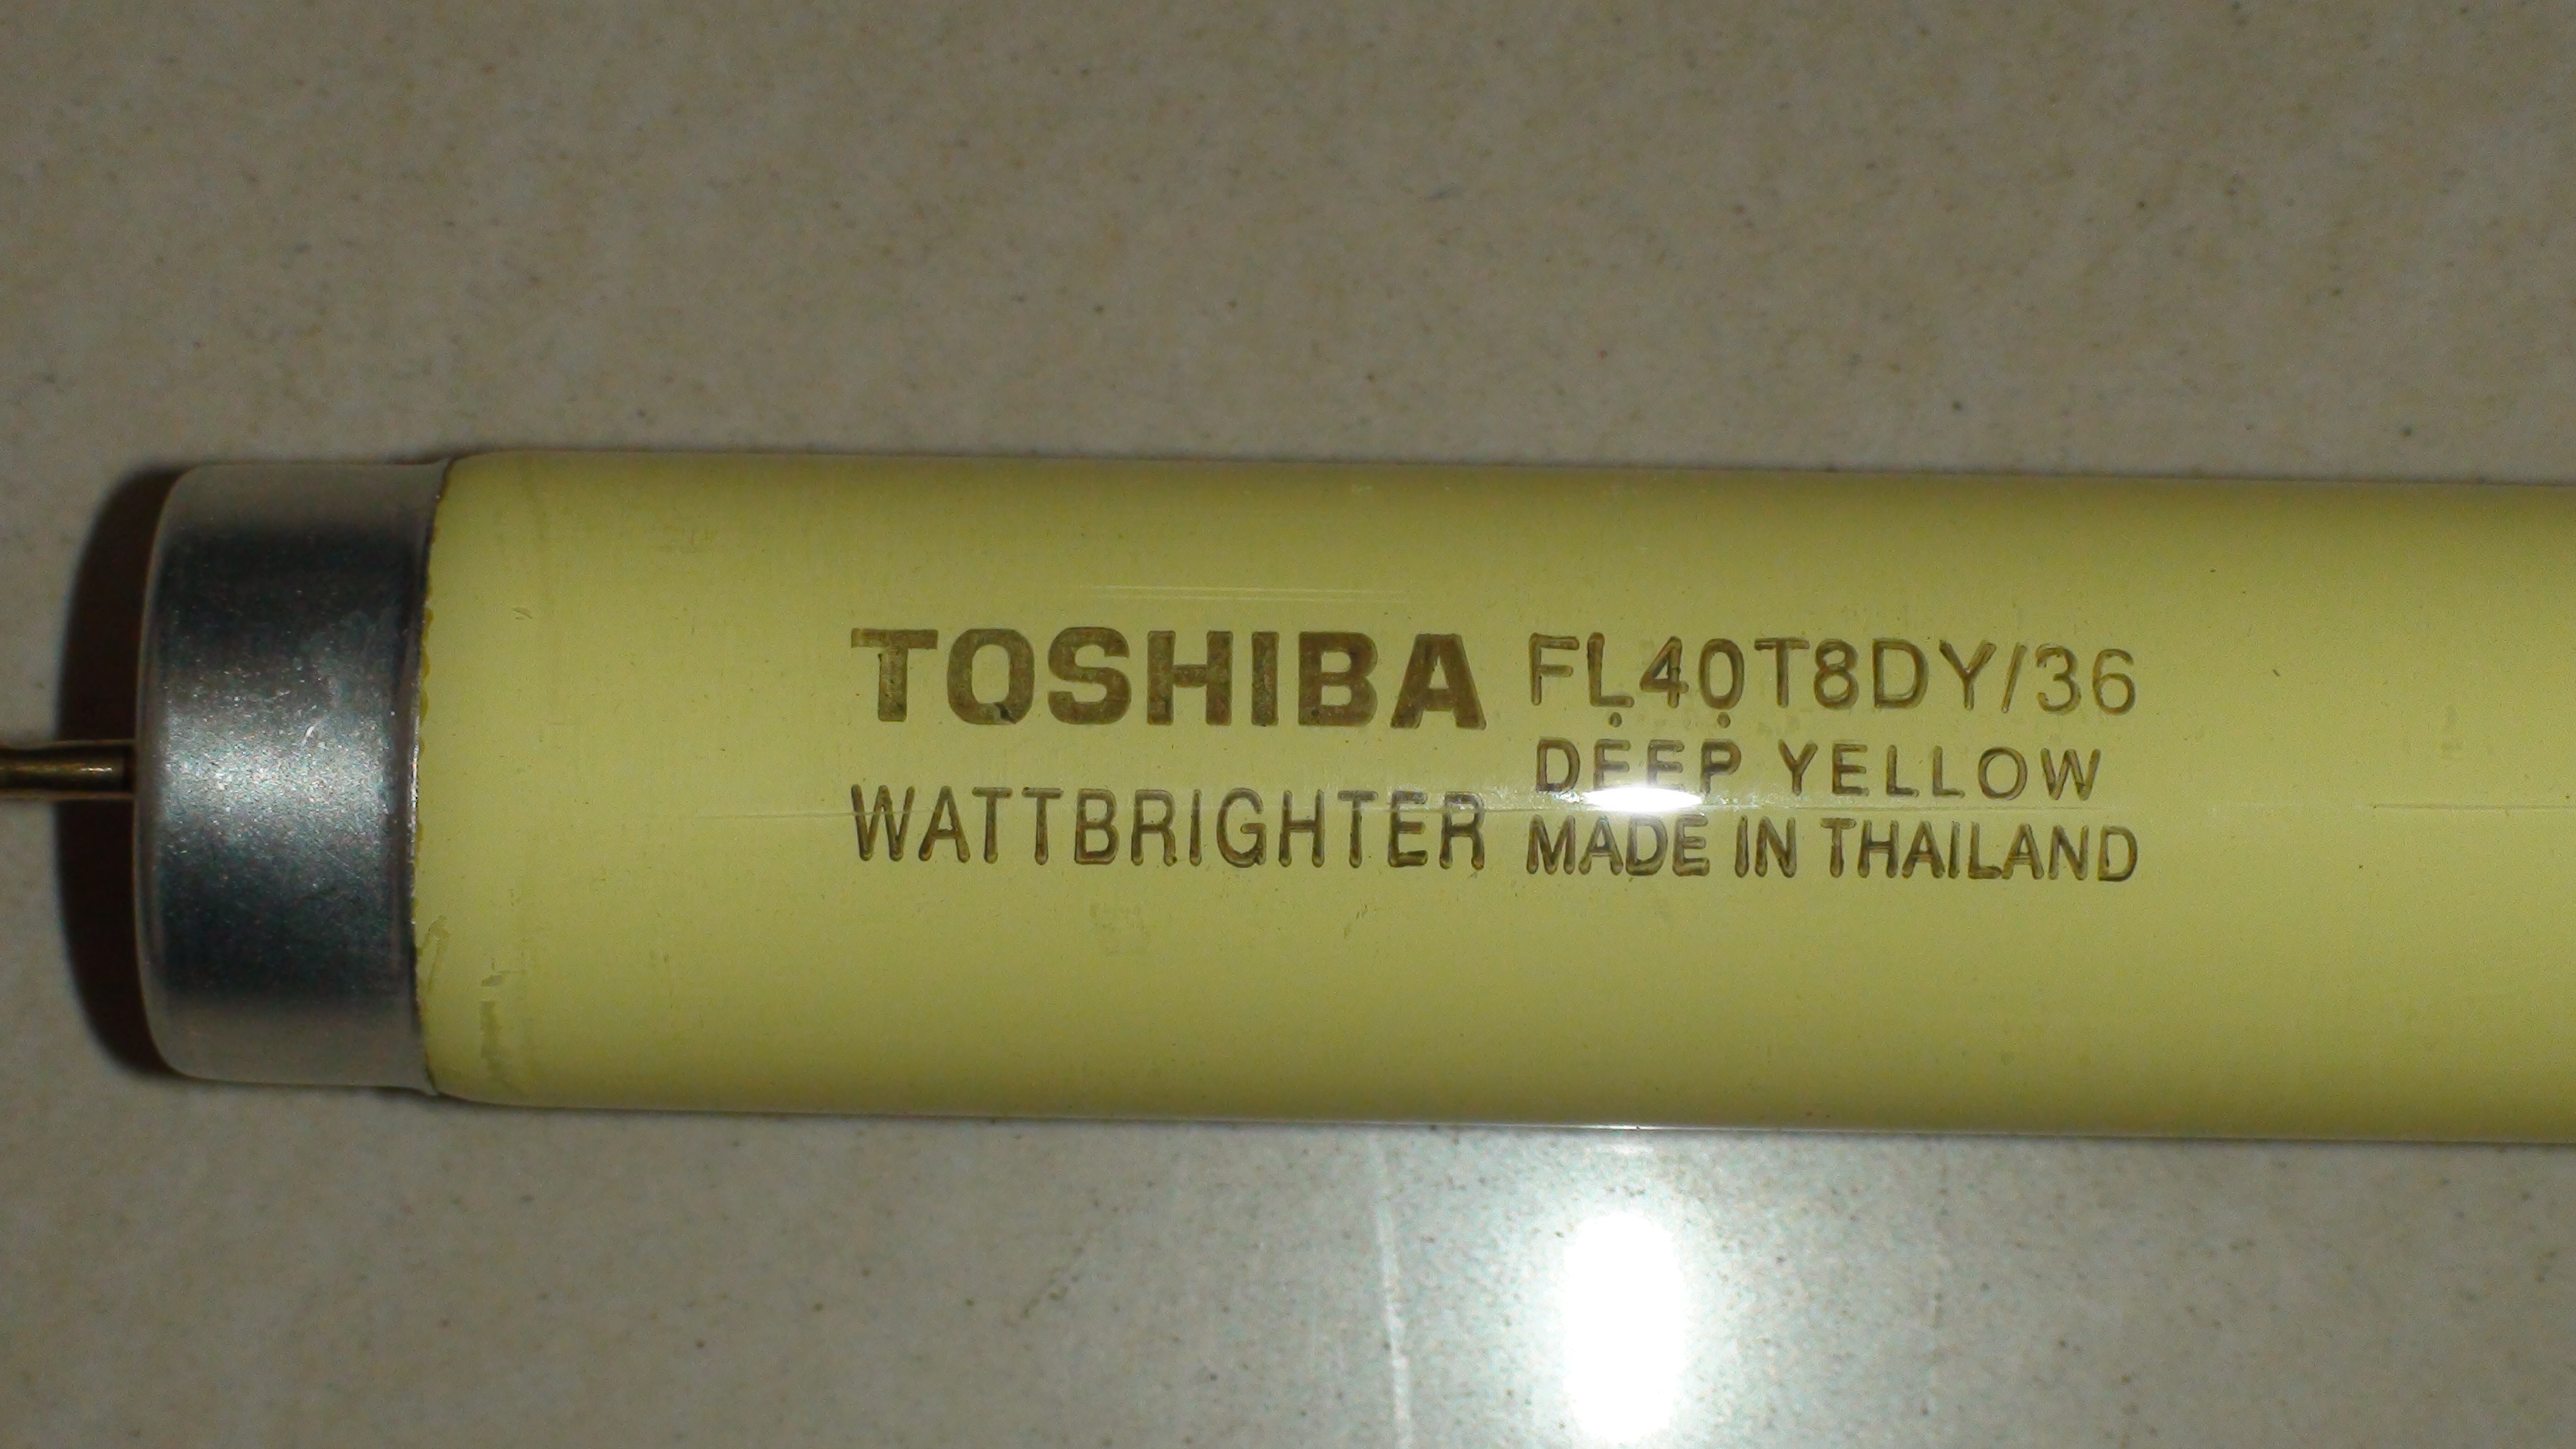 TOSHIBA FL40T8DY/36
DEEP YELLOW
WATTBRIGHTER MADE IN THAILAND